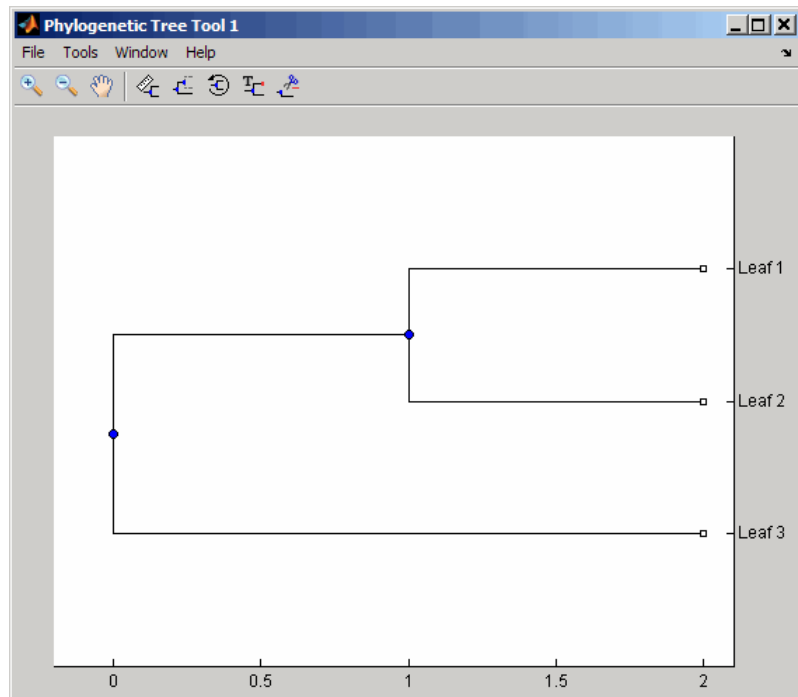 Phylogenetic Tree Tool 1
File Tools Window Help
Leaf 1
Leaf 2
Leaf 3
0 0.5 1 1.5 2